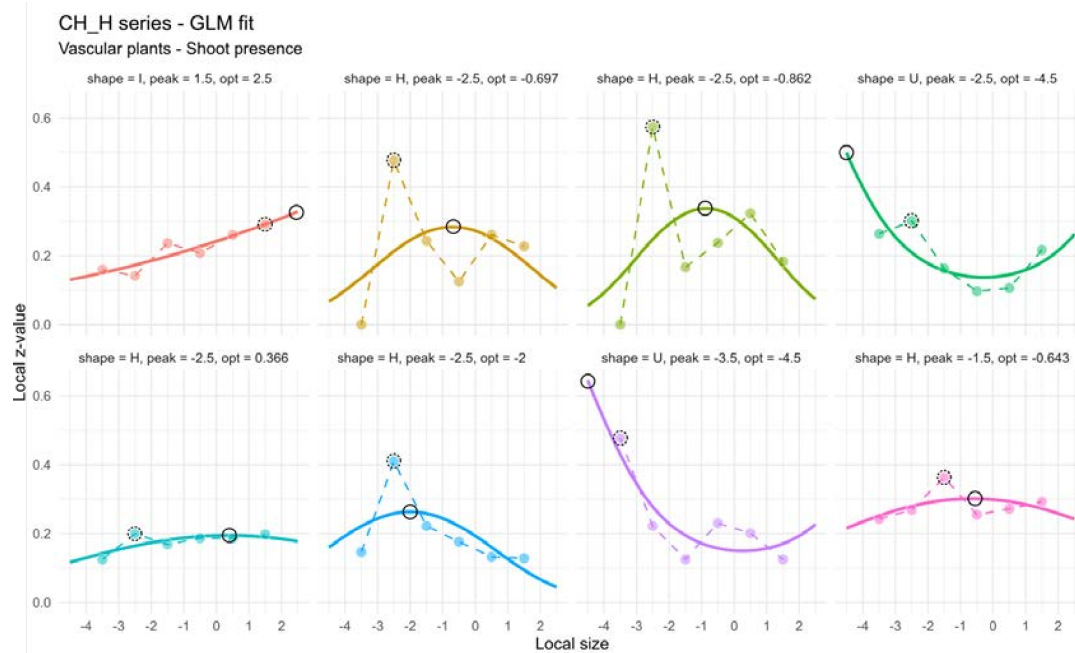 CH_H series - GLM fit
Vascular plants - Shoot presence
shape = I, peak = 1.5, opt = 2.5
shape = H, peak = -2.5, opt = -0.697
shape = H, peak = -2.5, opt = -0.862
shape = U, peak = -2.5, opt = -4.5
0.6
0.4
0.2
0.0
Local z-value
shape = H, peak = -2.5, opt = 0.366
shape = H, peak = -2.5, opt = -2
shape = U, peak = -3.5, opt = -4.5
shape = H, peak = -1.5, opt = -0.643
0.6
0.4
0.2
0.0
-4 -3 -2 -1 0 1 2
-4 -3 -2 -1 0 1 2
-4 -3 -2 -1 0 1 2
-4 -3 -2 -1 0 1 2
Local size